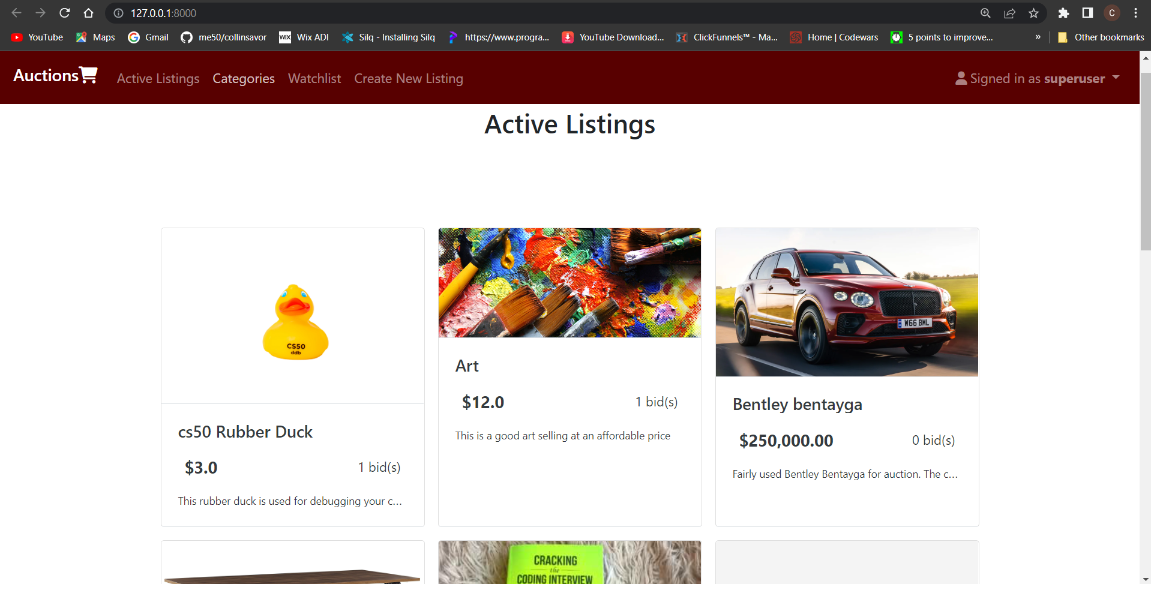 127.0.0.1:8000
C
YouTube Maps Gmail me50/collinsavor Wix ADI Silq - Installing Silq https://www.progra... YouTube Download... ClickFunnels™ - Ma... Home | Codewars 5 points to improve... » Other bookmarks
Auctions Active Listings Categories Watchlist Create New Listing Signed in as superuser
Active Listings
CS50
cs50 Rubber Duck
$3.0 1 bid(s)
This rubber duck is used for debugging your c...
Art
$12.0 1 bid(s)
This is a good art selling at an affordable price
Bentley bentayga
$250,000.00 0 bid(s)
Fairly used Bentley Bentayga for auction. The c...
CRACKING
the
CODING INTERVIEW